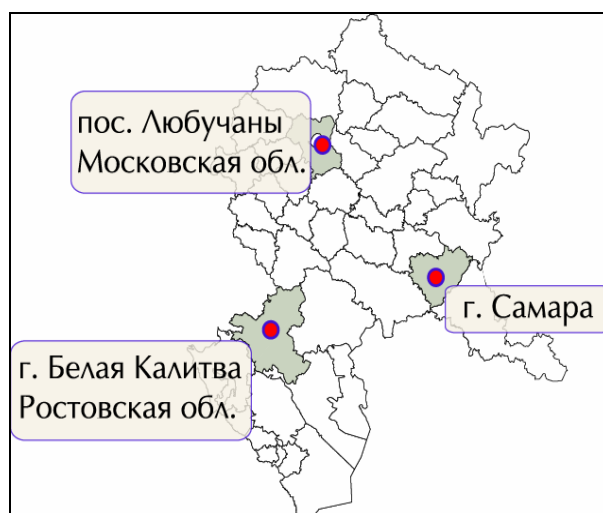 пос. Любучаны
Московская обл.
г. Самара
г. Белая Калитва
Ростовская обл.